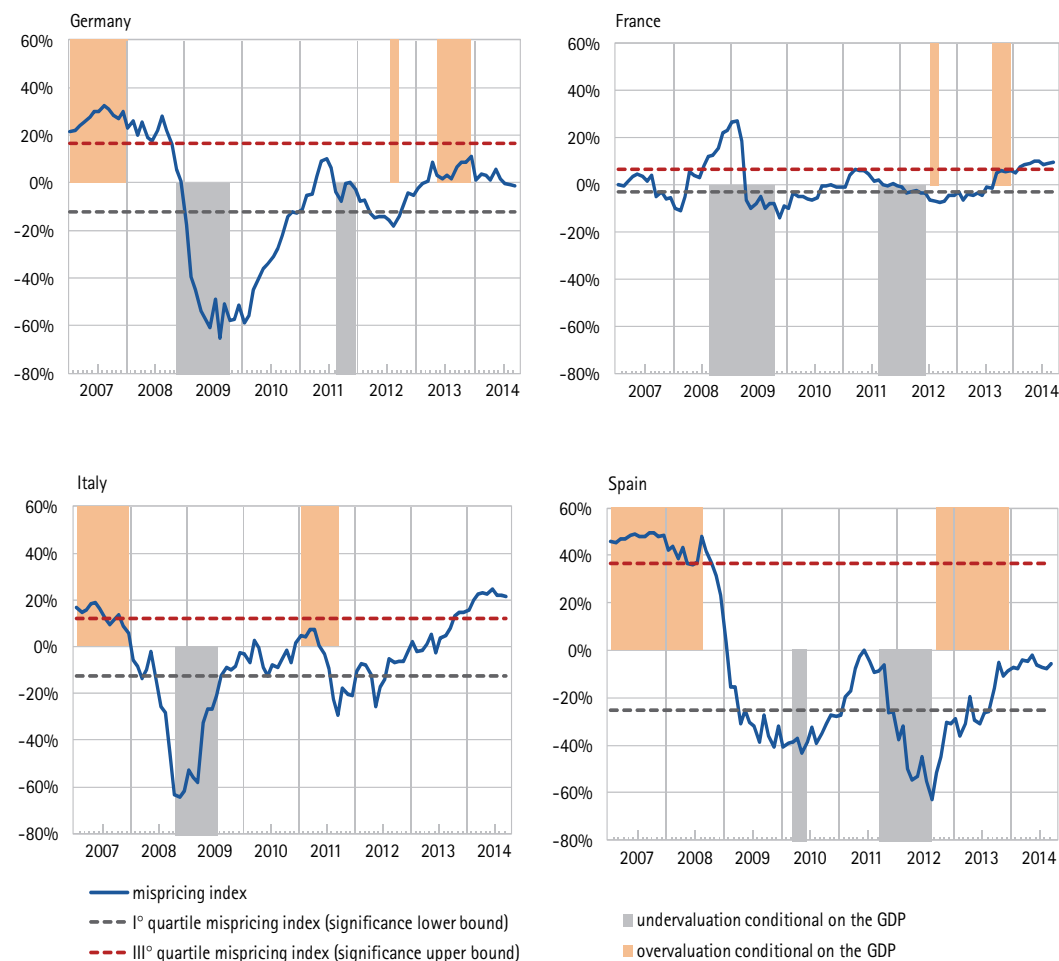 Germany
60%
40%
20%
0%
-20%
-40%
-60%
-80%
2007 2008 2009 2010 2011 2012 2013 2014
France
60%
40%
20%
0%
-20%
-40%
-60%
-80%
2007 2008 2009 2010 2011 2012 2013 2014
Italy
60%
40%
20%
0%
-20%
-40%
-60%
-80%
2007 2008 2009 2010 2011 2012 2013 2014
Spain
60%
40%
20%
0%
-20%
-40%
-60%
-80%
2007 2008 2009 2010 2011 2012 2013 2014
mispricing index
I° quartile mispricing index (significance lower bound)
III° quartile mispricing index (significance upper bound)
undervaluation conditional on the GDP
overvaluation conditional on the GDP